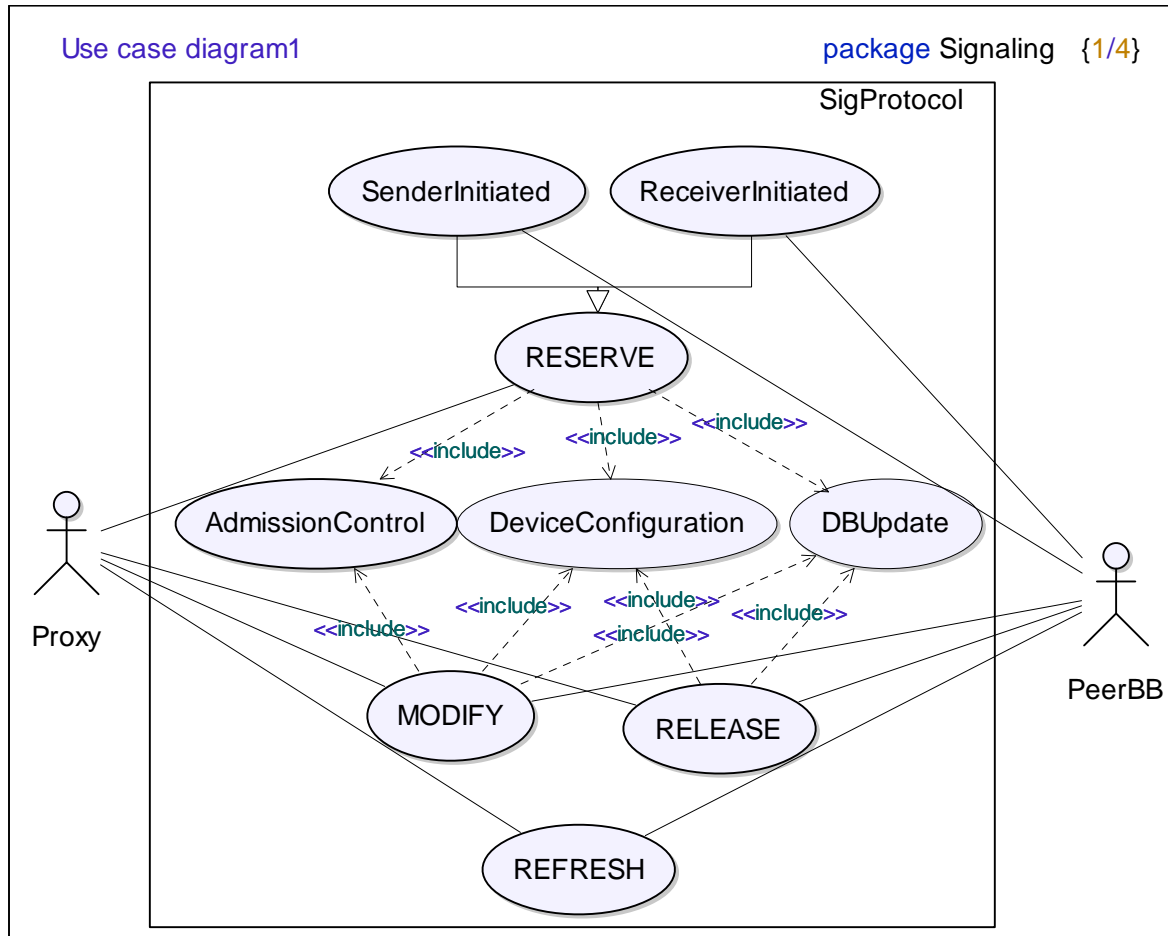 Use case diagram1
package Signaling {1/4}
SigProtocol
SenderInitiated
ReceiverInitiated
RESERVE
<<include>>
<<include>>
<<include>>
AdmissionControl
DeviceConfiguration
DBUpdate
Proxy
PeerBB
<<include>>
<<include>>
<<include>>
<<include>>
<<include>>
MODIFY
RELEASE
REFRESH